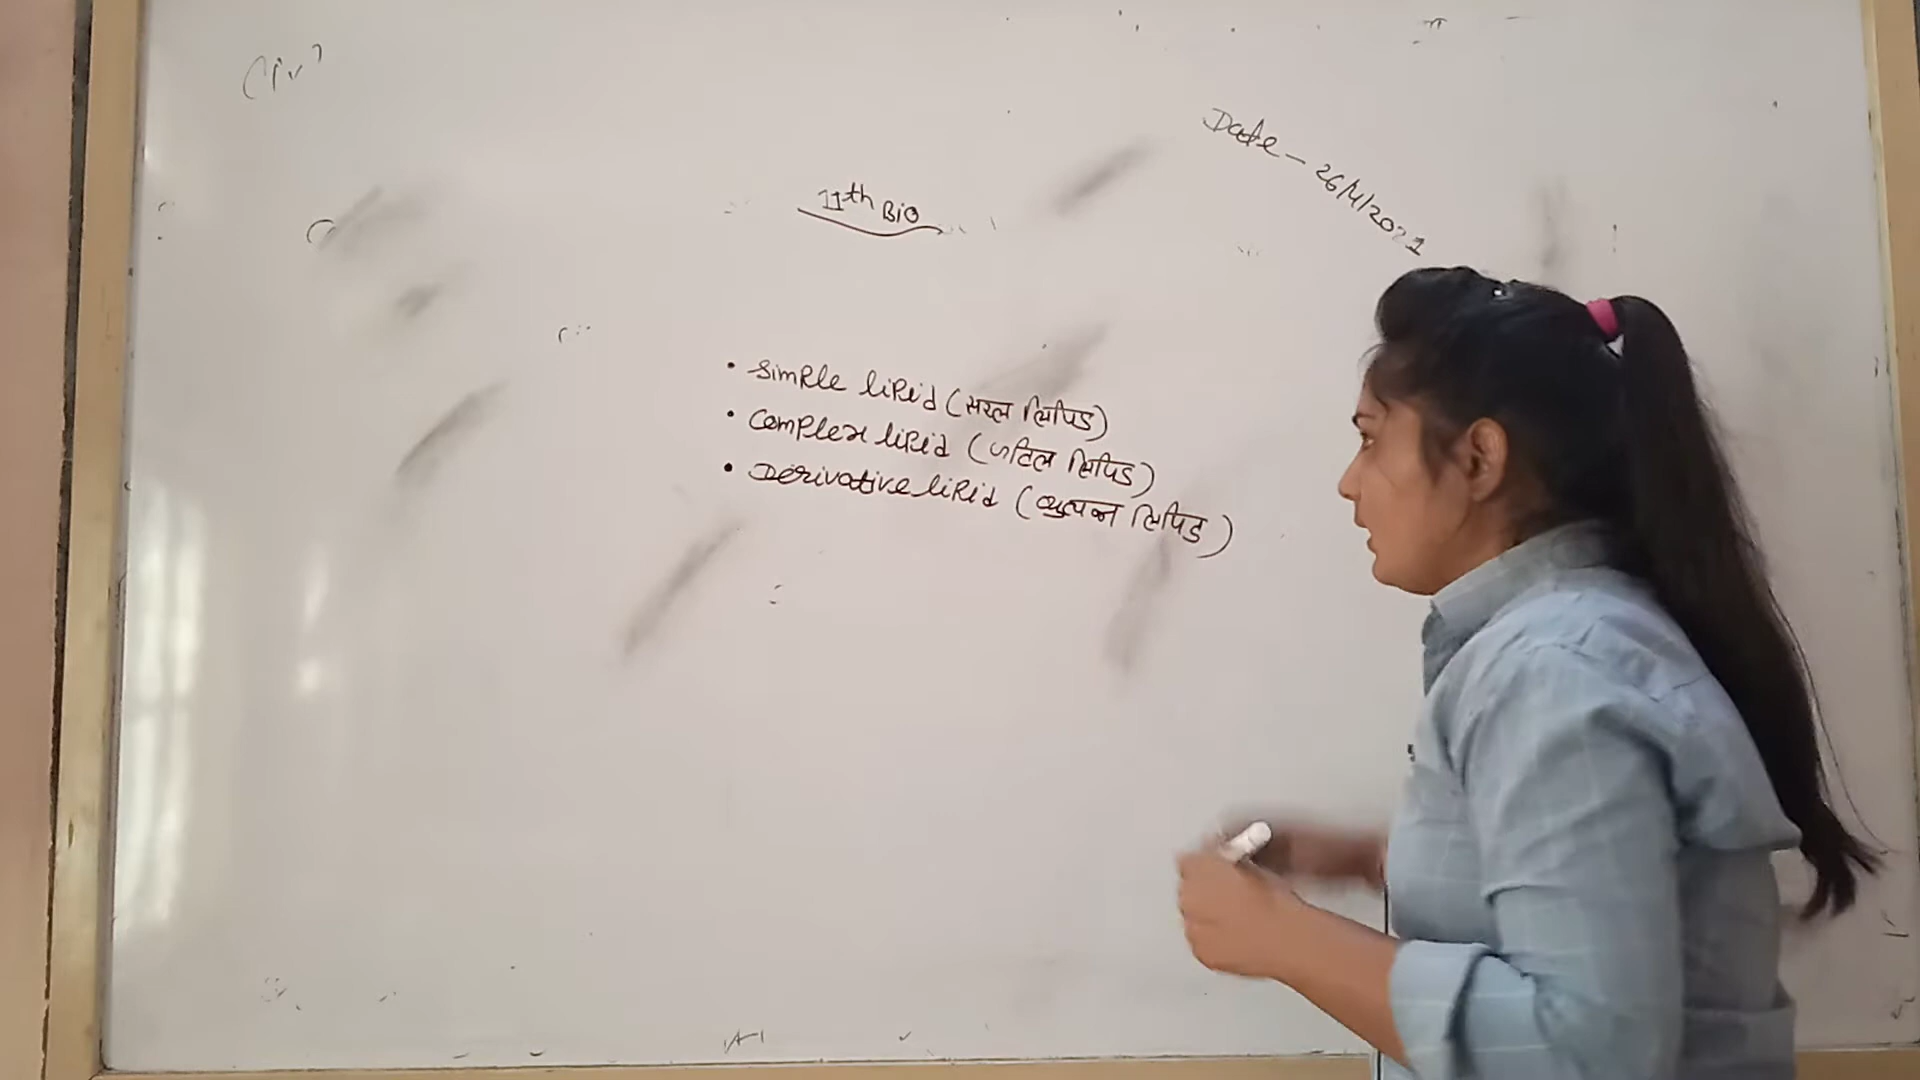 (iv)
Date - 26/4/2021
11th Bio
• Simple lipid (सरल लिपिड)
• Complex lipid (जटिल लिपिड)
• Derivative lipid (व्युत्पन्न लिपिड)